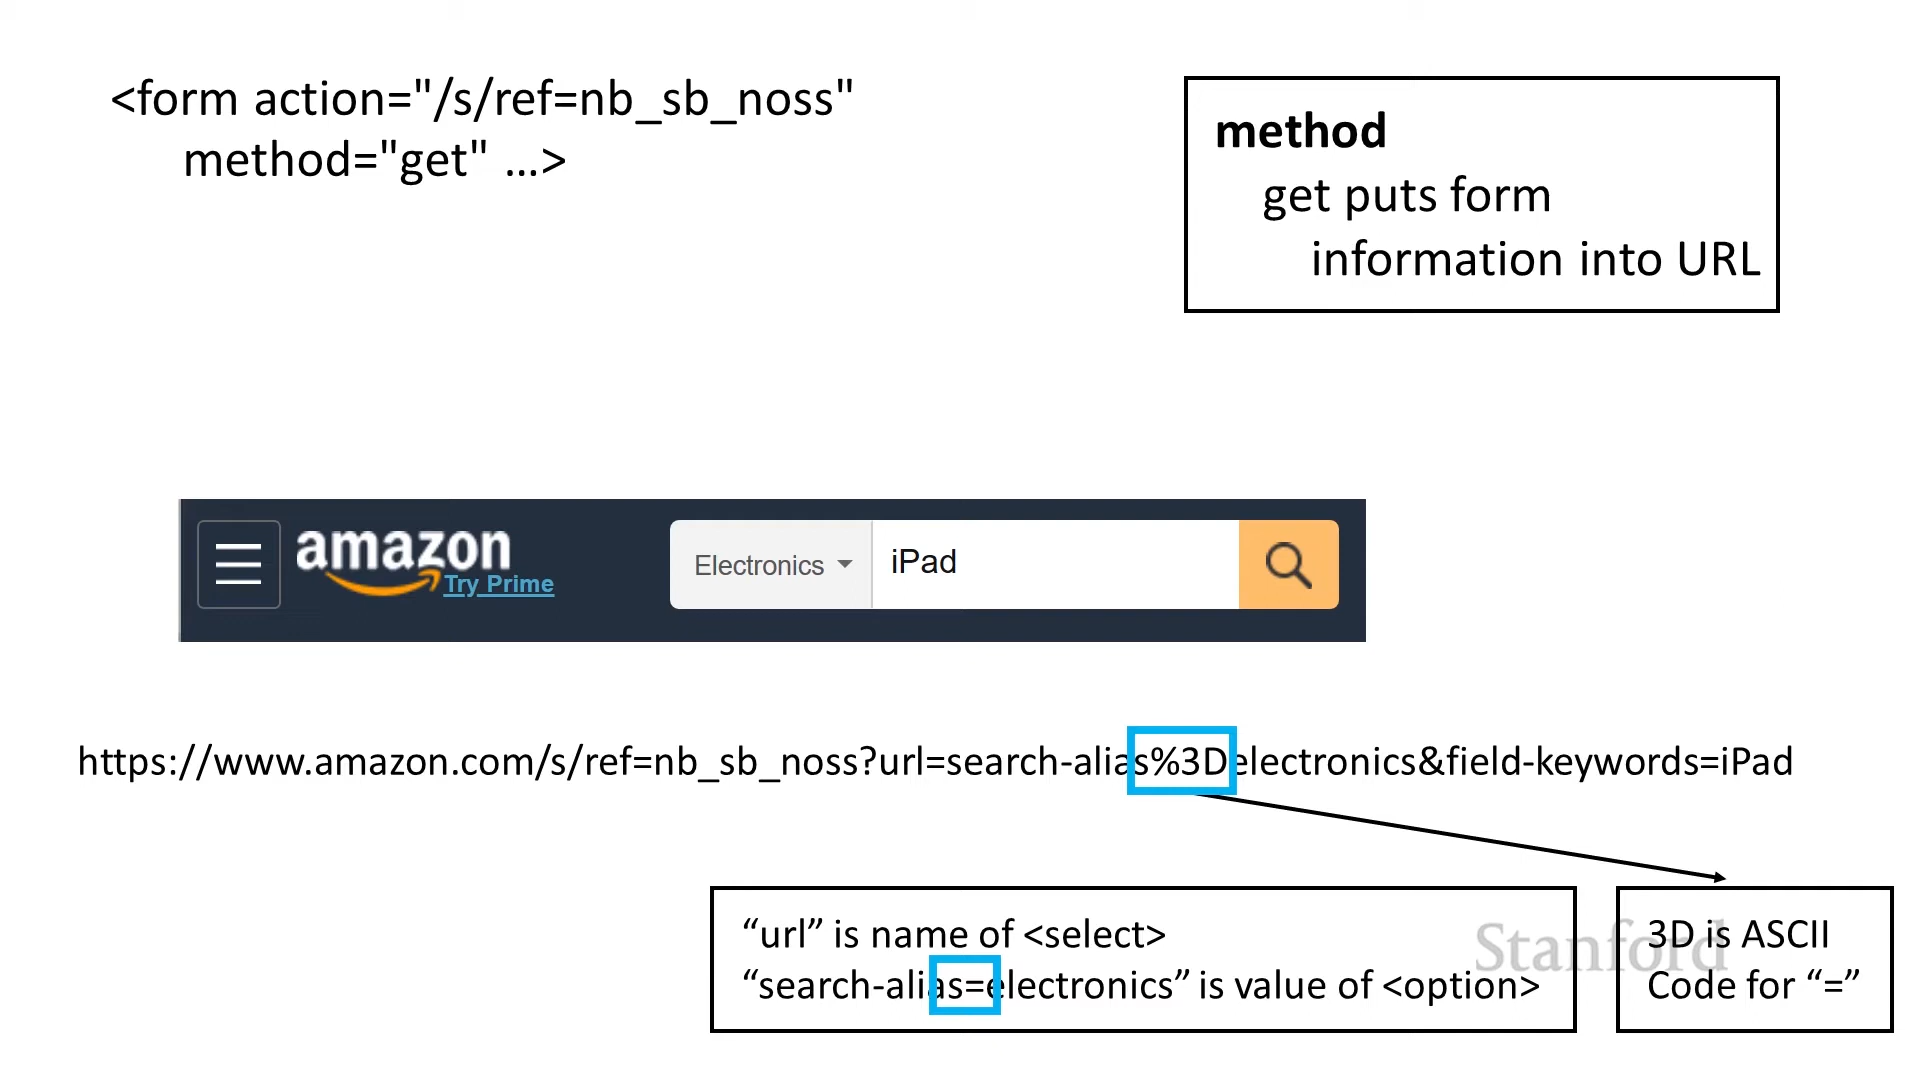 <form action="/s/ref=nb_sb_noss"
method="get" ...>
method
get puts form
information into URL
amazon
Try Prime
Electronics
iPad
https://www.amazon.com/s/ref=nb_sb_noss?url=search-alias%3Delectronics&field-keywords=iPad
“url” is name of <select>
“search-alias=electronics” is value of <option>
Stanford
3D is ASCII
Code for “=”